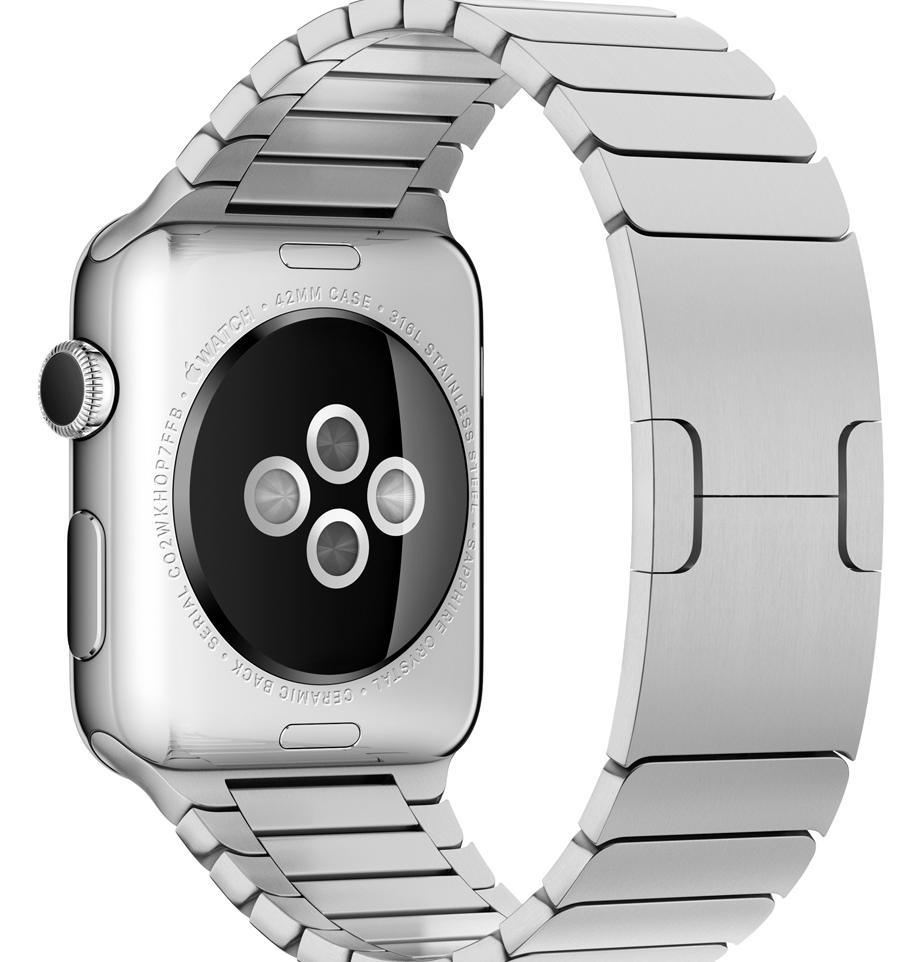 WATCH • 42MM CASE • 316L STAINLESS STEEL • SAPPHIRE CRYSTAL • CERAMIC BACK • SERIAL CO2WKHOP7FFB •